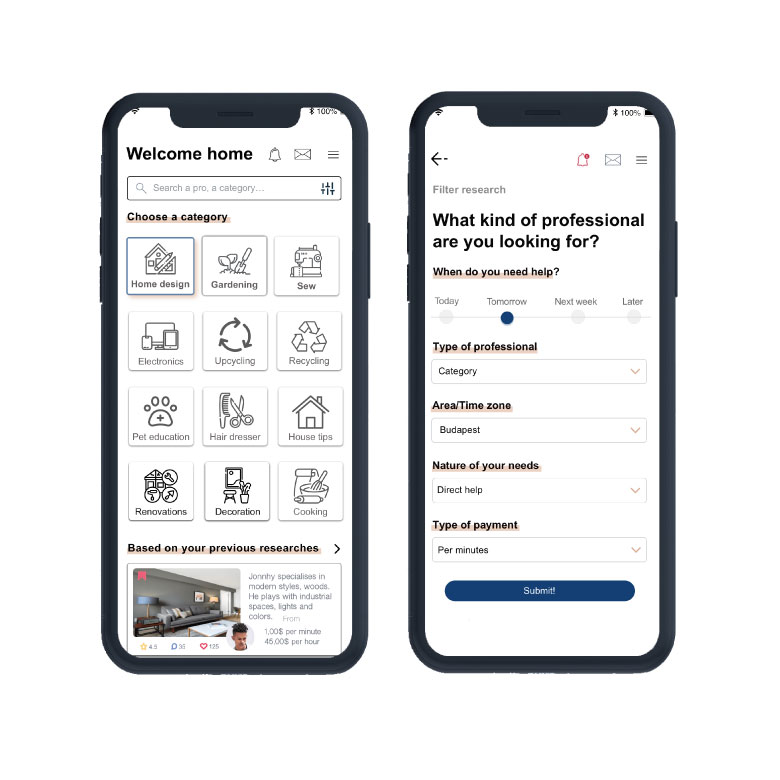 100%
Welcome home
Search a pro, a category…
Choose a category
Home design
Gardening
Sew
Electronics
Upcycling
Recycling
Pet education
Hair dresser
House tips
Renovations
Decoration
Cooking
Based on your previous researches
Jonnhy specialises in
modern styles, woods.
He plays with industrial
spaces, lights and
colors.
From
1,00$ per minute
45.00$ per hour
4.5
35
125
100%
Filter research
What kind of professional
are you looking for?
When do you need help?
Today
Tomorrow
Next week
Later
Type of professional
Category
Area/Time zone
Budapest
Nature of your needs
Direct help
Type of payment
Per minutes
Submit!